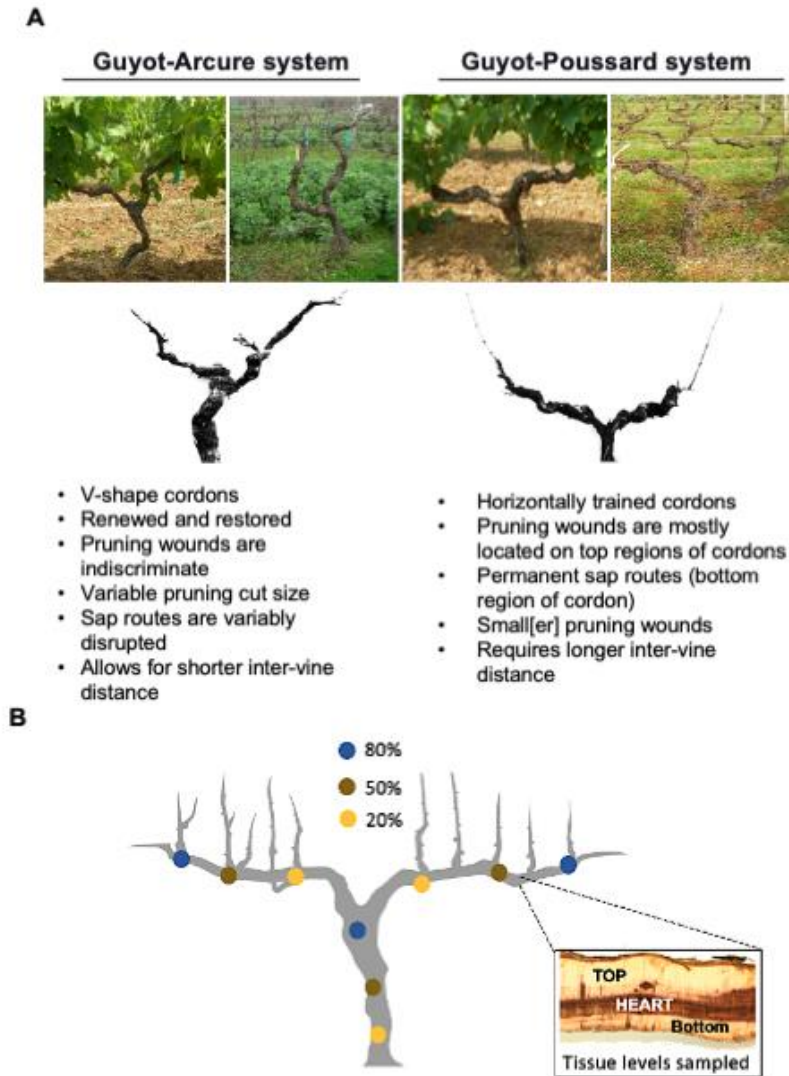 A
Guyot-Arcure system
Guyot-Poussard system
• V-shape cordons
• Renewed and restored
• Pruning wounds are
indiscriminate
• Variable pruning cut size
• Sap routes are variably
disrupted
• Allows for shorter inter-vine
distance
• Horizontally trained cordons
• Pruning wounds are mostly
located on top regions of cordons
• Permanent sap routes (bottom
region of cordon)
• Small[er] pruning wounds
• Requires longer inter-vine
distance
B
80%
50%
20%
TOP
HEART
Bottom
Tissue levels sampled